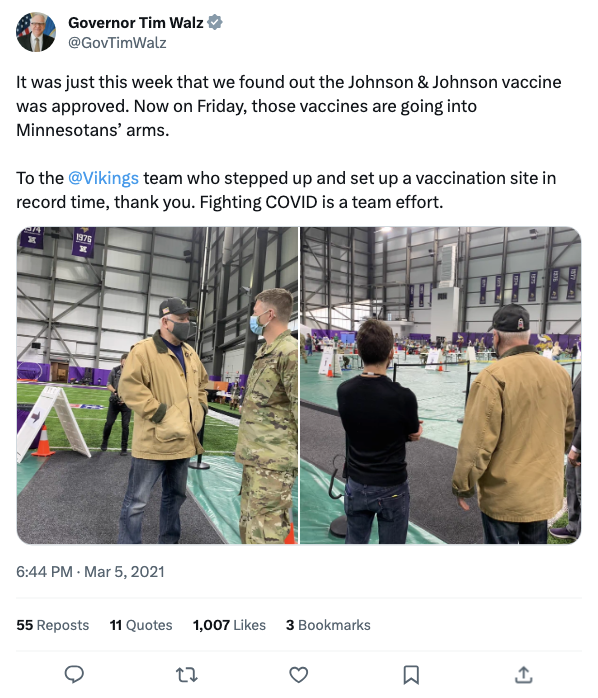 Governor Tim Walz
@GovTimWalz
It was just this week that we found out the Johnson & Johnson vaccine
was approved. Now on Friday, those vaccines are going into
Minnesotans’ arms.
To the @Vikings team who stepped up and set up a vaccination site in
record time, thank you. Fighting COVID is a team effort.
1974
1976
6:44 PM · Mar 5, 2021
55 Reposts 11 Quotes 1,007 Likes 3 Bookmarks